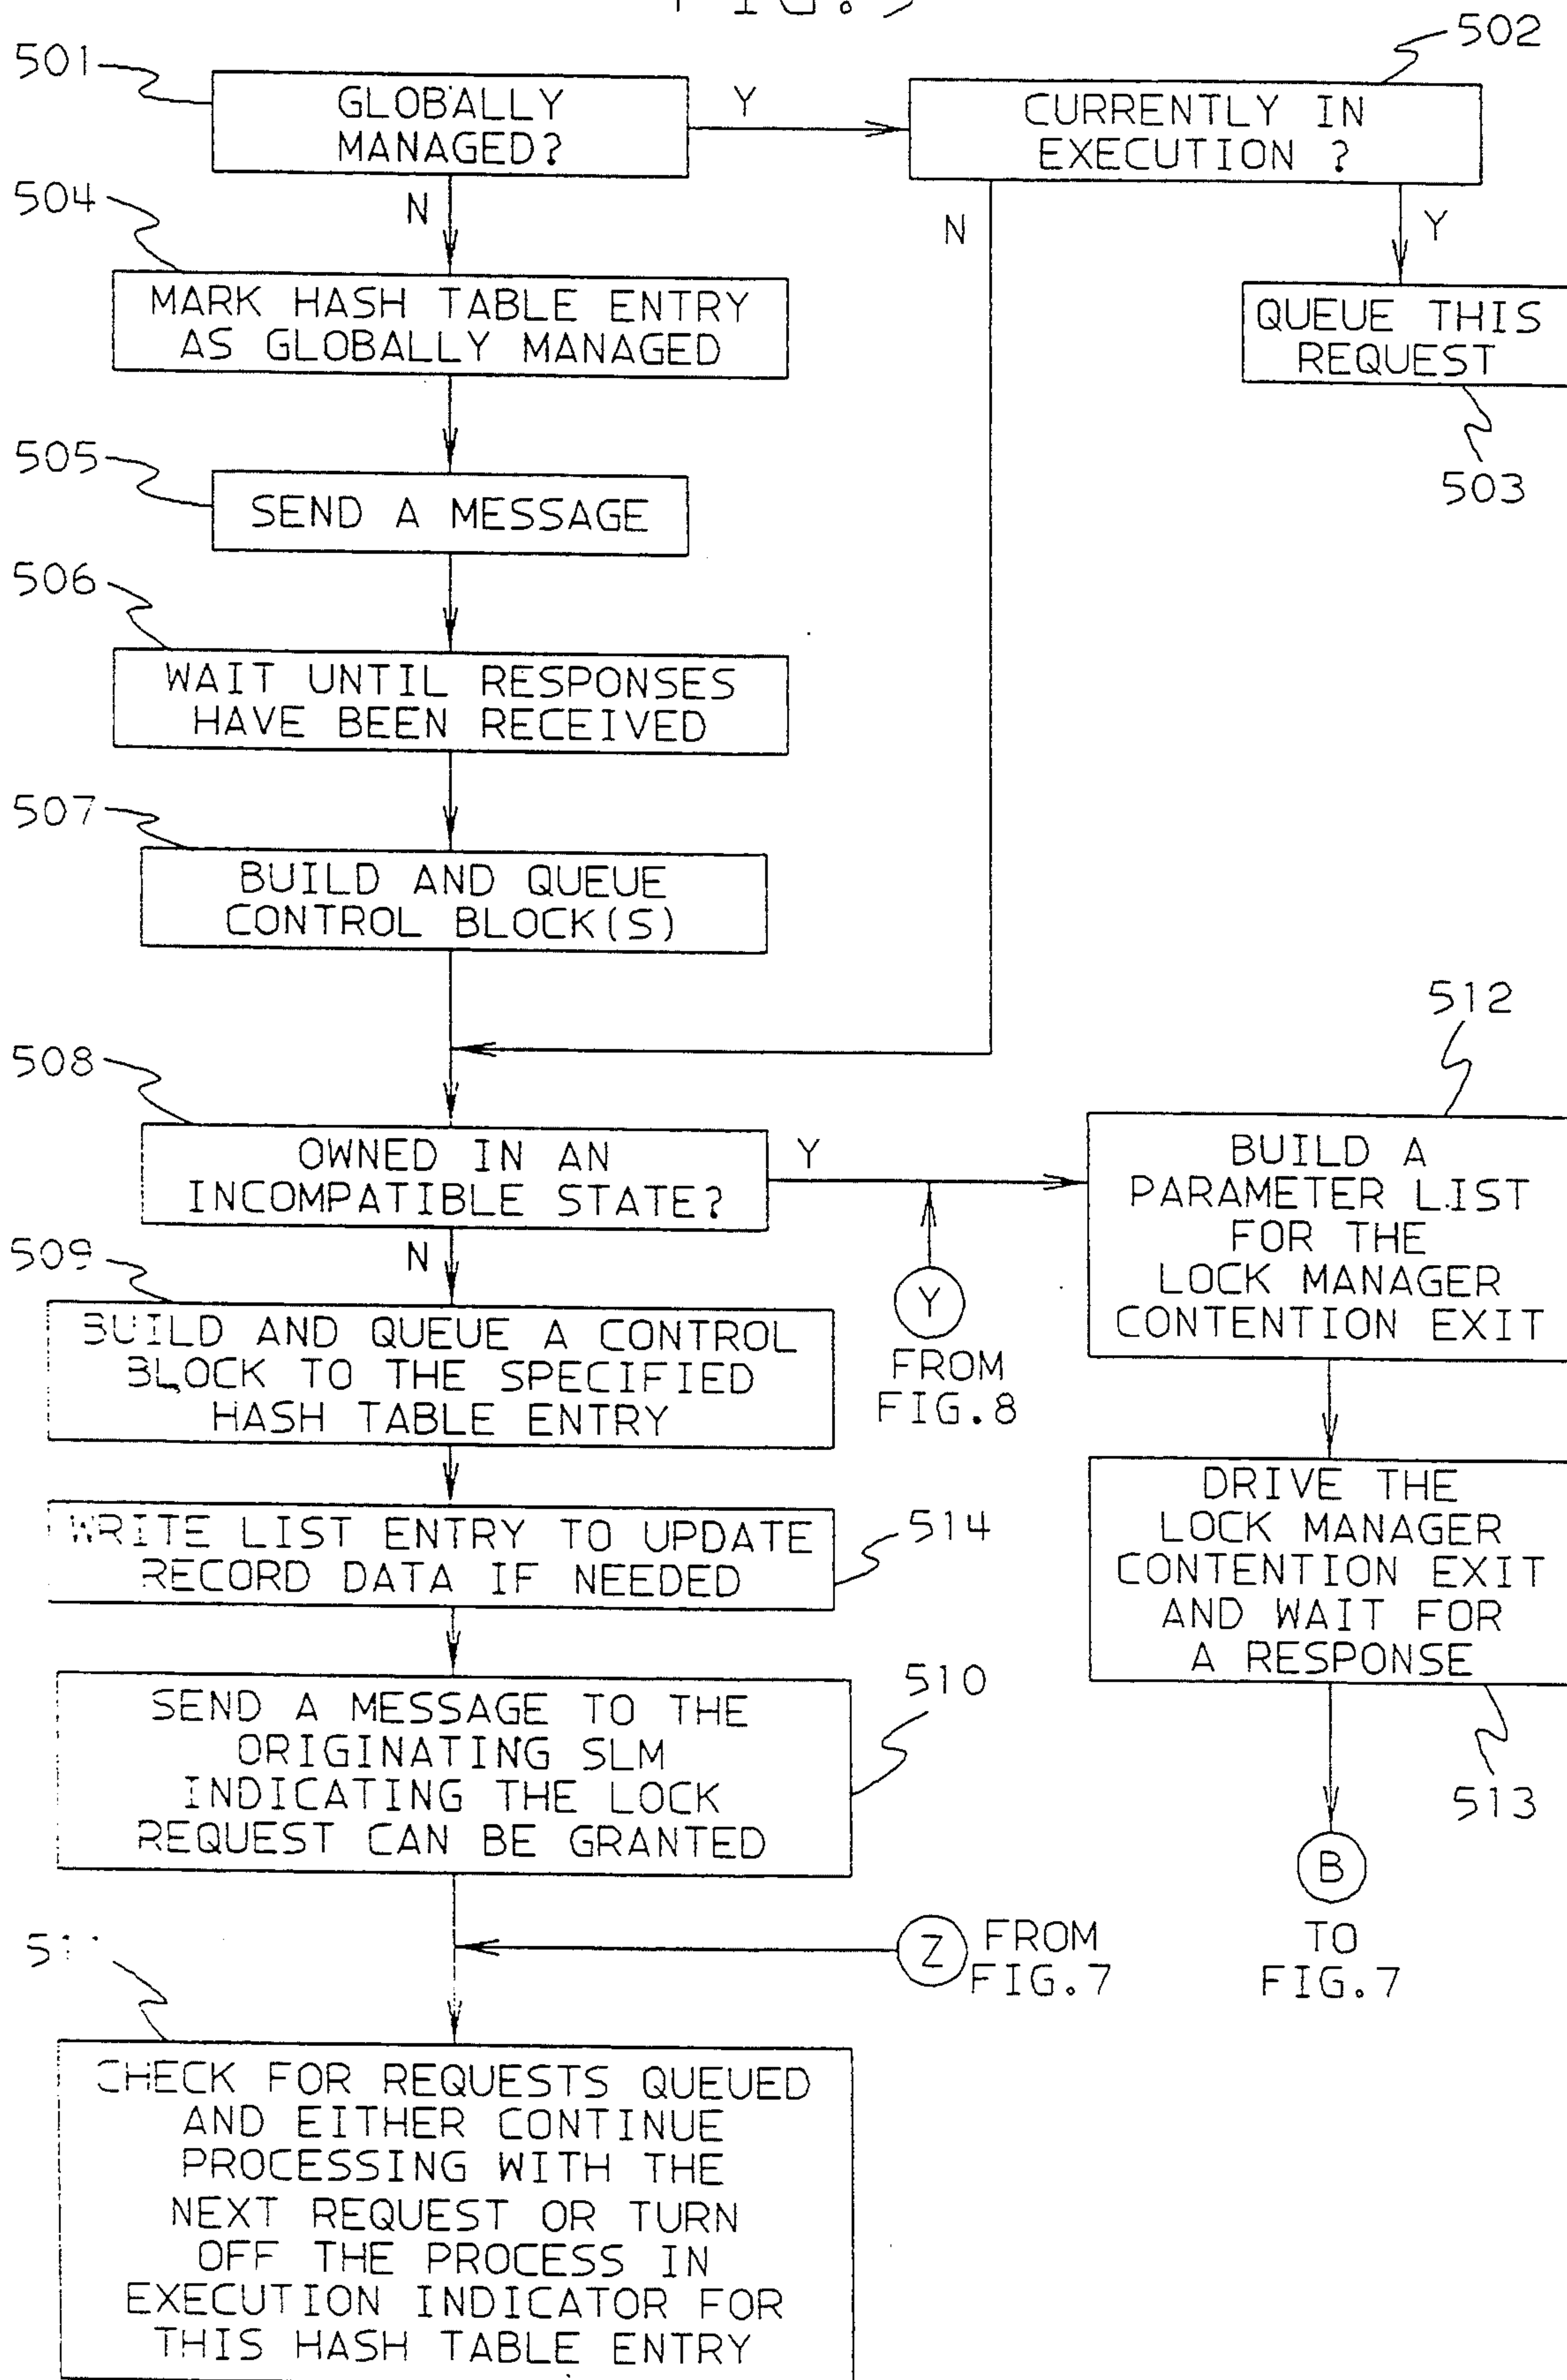 501
GLOBALLY
MANAGED?
Y
502
CURRENTLY IN
EXECUTION ?
N
N
Y
504
MARK HASH TABLE ENTRY
AS GLOBALLY MANAGED
QUEUE THIS
REQUEST
503
505
SEND A MESSAGE
506
WAIT UNTIL RESPONSES
HAVE BEEN RECEIVED
507
BUILD AND QUEUE
CONTROL BLOCK(S)
508
OWNED IN AN
INCOMPATIBLE STATE?
Y
N
512
BUILD A
PARAMETER LIST
FOR THE
LOCK MANAGER
CONTENTION EXIT
Y
FROM
FIG.8
509
BUILD AND QUEUE A CONTROL
BLOCK TO THE SPECIFIED
HASH TABLE ENTRY
WRITE LIST ENTRY TO UPDATE
RECORD DATA IF NEEDED
514
DRIVE THE
LOCK MANAGER
CONTENTION EXIT
AND WAIT FOR
A RESPONSE
513
SEND A MESSAGE TO THE
ORIGINATING SLM
INDICATING THE LOCK
REQUEST CAN BE GRANTED
510
B
TO
FIG.7
Z
FROM
FIG.7
CHECK FOR REQUESTS QUEUED
AND EITHER CONTINUE
PROCESSING WITH THE
NEXT REQUEST OR TURN
OFF THE PROCESS IN
EXECUTION INDICATOR FOR
THIS HASH TABLE ENTRY